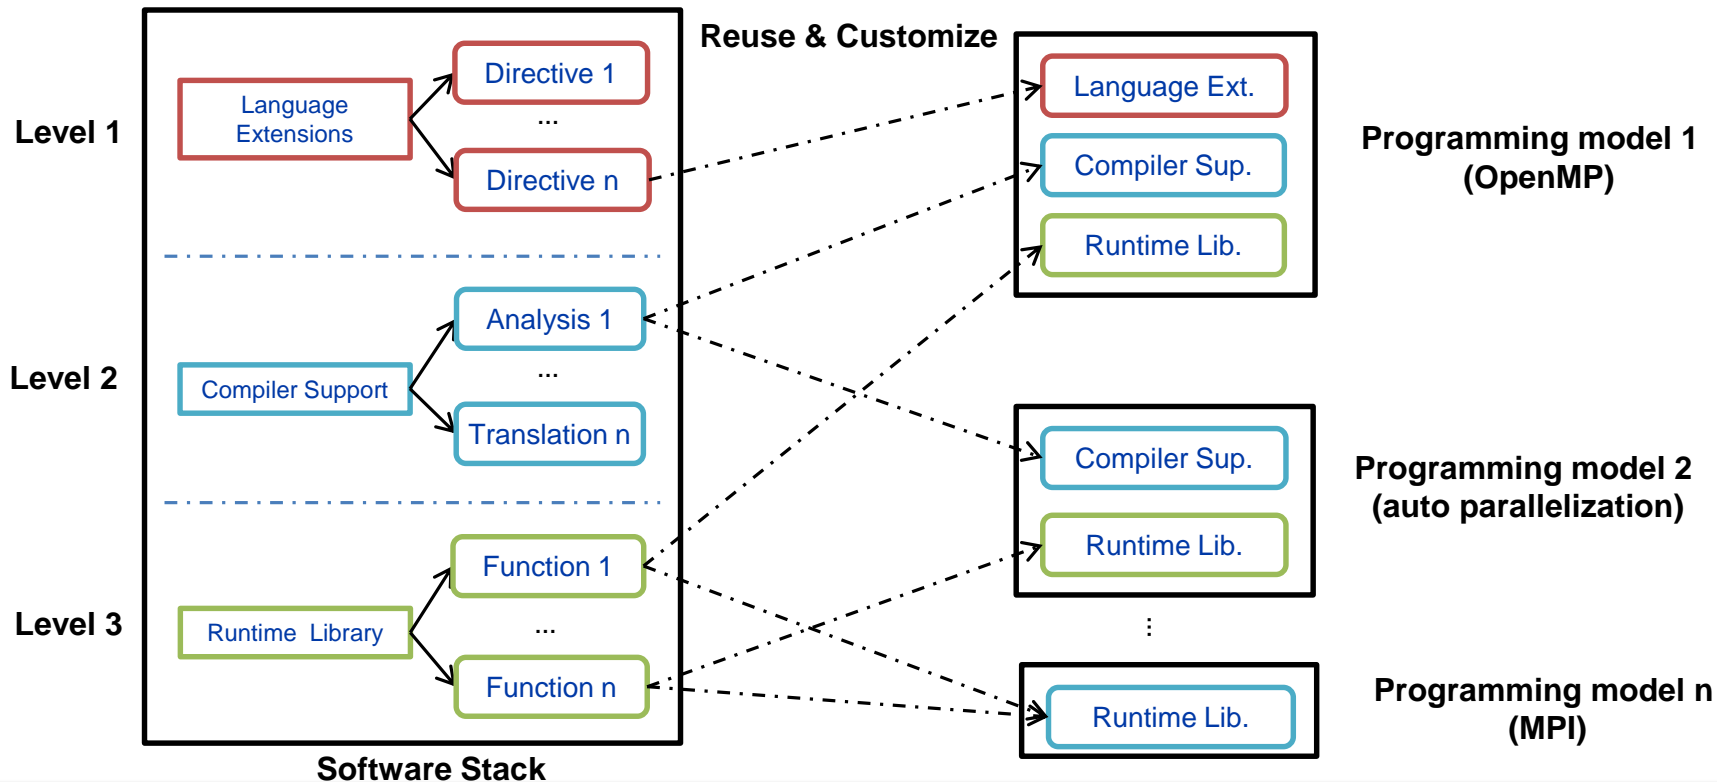 Reuse & Customize
Level 1
Language
Extensions
Directive 1
...
Directive n
Level 2
Compiler Support
Analysis 1
...
Translation n
Level 3
Runtime Library
Function 1
...
Function n
Software Stack
Language Ext.
Compiler Sup.
Runtime Lib.
Programming model 1
(OpenMP)
Compiler Sup.
Runtime Lib.
Programming model 2
(auto parallelization)
...
Runtime Lib.
Programming model n
(MPI)